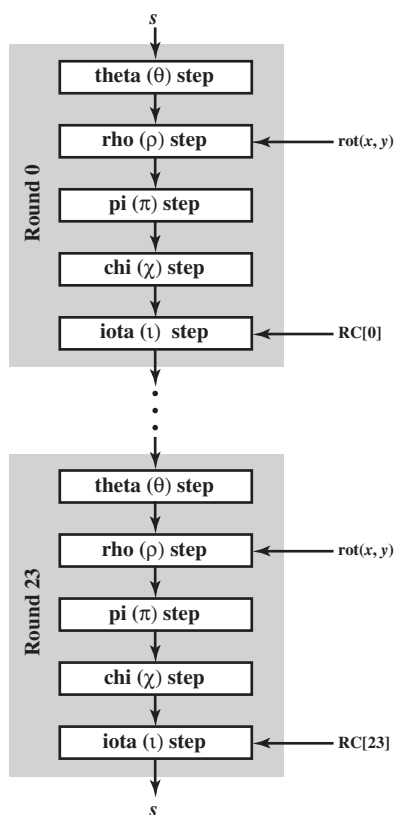 s
theta (θ) step
rho (ρ) step
rot(x, y)
pi (π) step
chi (χ) step
iota (ι) step
RC[0]
Round 0
theta (θ) step
rho (ρ) step
rot(x, y)
pi (π) step
chi (χ) step
iota (ι) step
RC[23]
Round 23
s